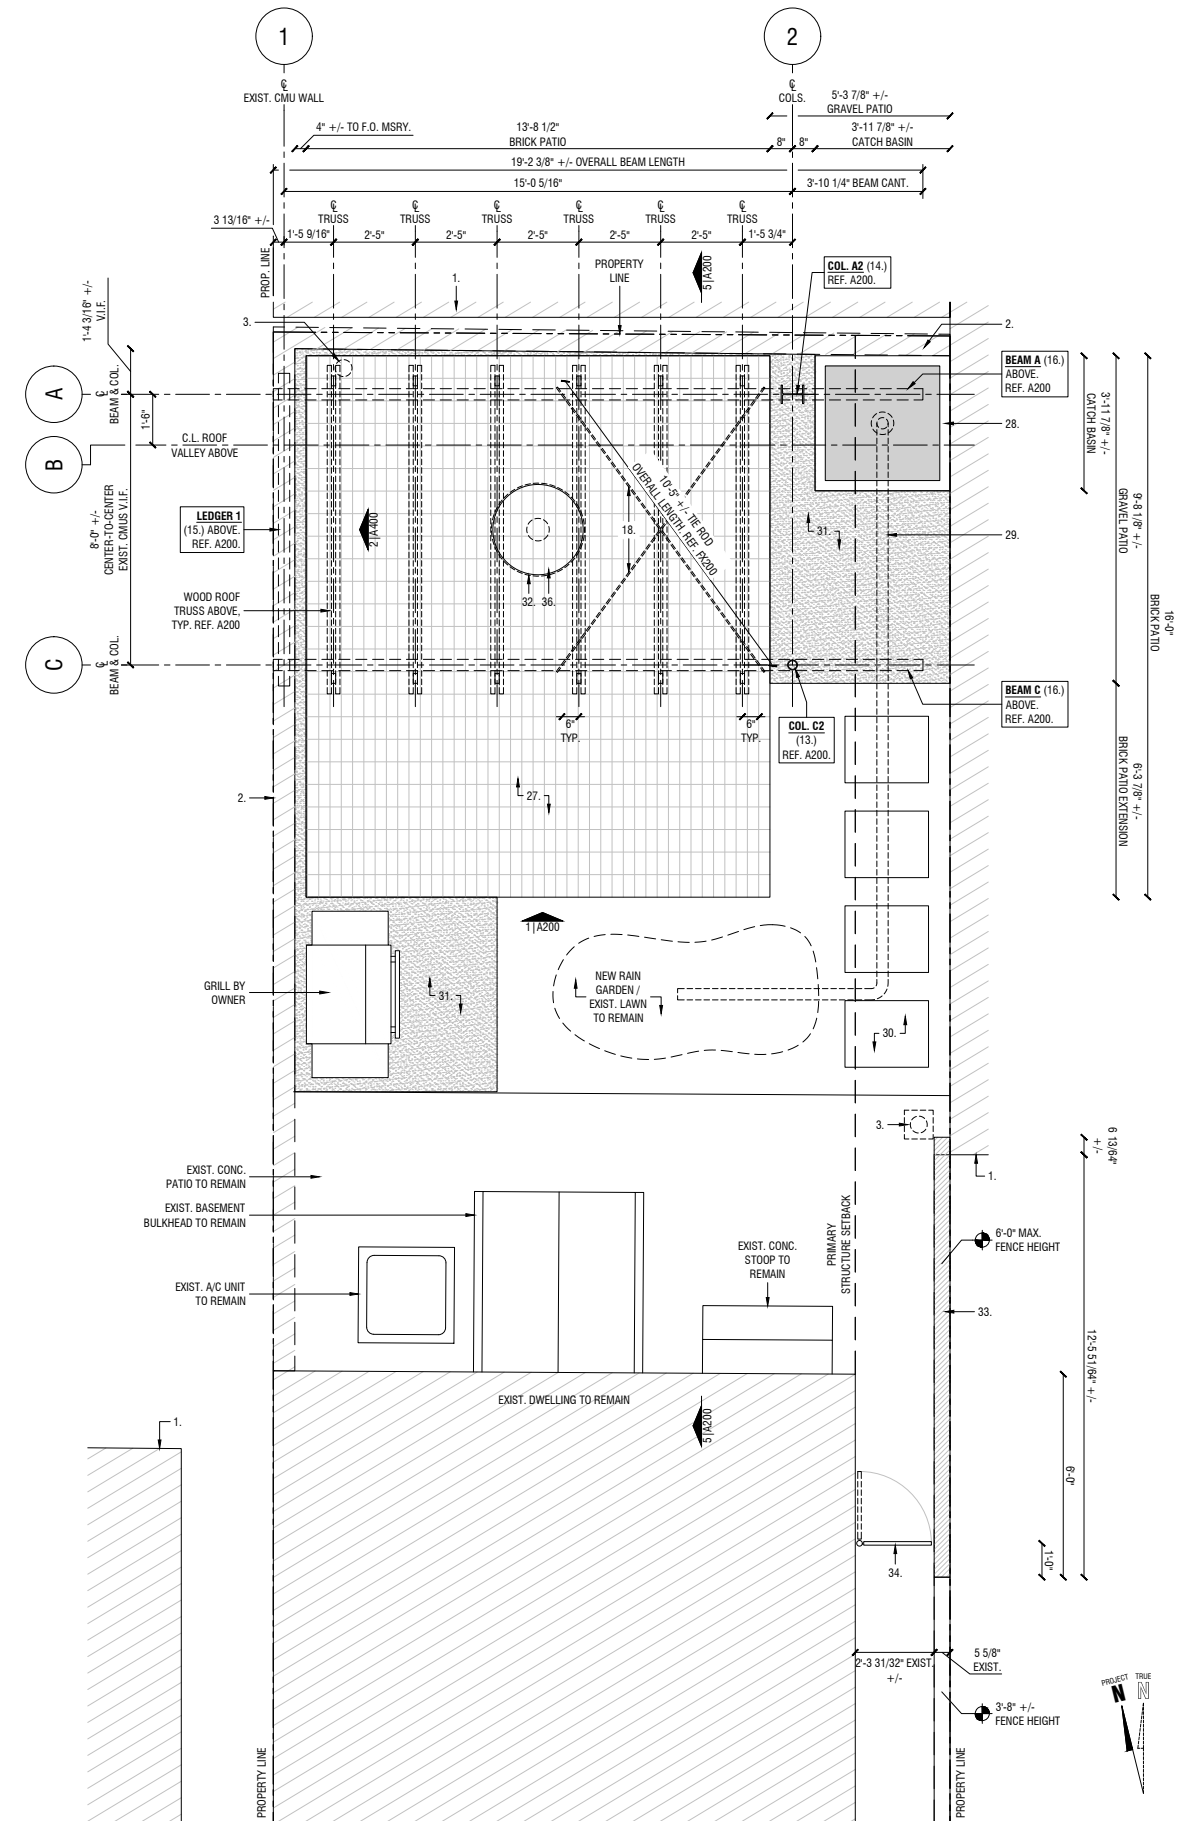 1
2
℄
EXIST. CMU WALL
℄
COLS.
5'-3 7/8" +/-
GRAVEL PATIO
4" +/- TO F.O. MSRY.
13'-8 1/2"
BRICK PATIO
8"
8"
3'-11 7/8" +/-
CATCH BASIN
19'-2 3/8" +/- OVERALL BEAM LENGTH
15'-0 5/16"
3'-10 1/4" BEAM CANT.
℄
TRUSS
℄
TRUSS
℄
TRUSS
℄
TRUSS
℄
TRUSS
℄
TRUSS
3 13/16" +/-
1'-5 9/16"
2'-5"
2'-5"
2'-5"
2'-5"
2'-5"
1'-5 3/4"
PROP. LINE
1.
PROPERTY
LINE
5|A200
COL. A2 (14.)
REF. A200.
1'-4 3/16" +/-
V.I.F.
3.
2.
A
℄
BEAM & COL.
1'-6"
BEAM A (16.)
ABOVE.
REF. A200
3'-11 7/8" +/-
CATCH BASIN
28.
B
C.L. ROOF
VALLEY ABOVE
10'-5" +/- TIE ROD
OVERALL LENGTH. REF. FX200
9'-8 1/8" +/-
GRAVEL PATIO
8'-0" +/-
CENTER-TO-CENTER
EXIST. CMUS V.I.F.
LEDGER 1
(15.) ABOVE.
REF. A200.
2|A400
18.
31.
29.
32.
36.
WOOD ROOF
TRUSS ABOVE,
TYP. REF. A200
16'-0"
BRICK PATIO
C
℄
BEAM & COL.
BEAM C (16.)
ABOVE.
REF. A200.
6"
TYP.
6"
TYP.
COL. C2
(13.)
REF. A200.
6'-3 7/8" +/-
BRICK PATIO EXTENSION
2.
27.
1|A200
GRILL BY
OWNER
31.
NEW RAIN
GARDEN /
EXIST. LAWN
TO REMAIN
30.
3.
6 13/64"
+/-
1.
EXIST. CONC.
PATIO TO REMAIN
EXIST. BASEMENT
BULKHEAD TO REMAIN
PRIMARY
STRUCTURE SETBACK
6'-0" MAX.
FENCE HEIGHT
EXIST. CONC.
STOOP TO
REMAIN
EXIST. A/C UNIT
TO REMAIN
33.
12'-5 51/64" +/-
EXIST. DWELLING TO REMAIN
5|A200
1.
6'-0"
1'-0"
34.
2'-3 31/32" EXIST.
+/-
5 5/8"
EXIST.
PROJECT
N
TRUE
N
3'-8" +/-
FENCE HEIGHT
PROPERTY LINE
PROPERTY LINE